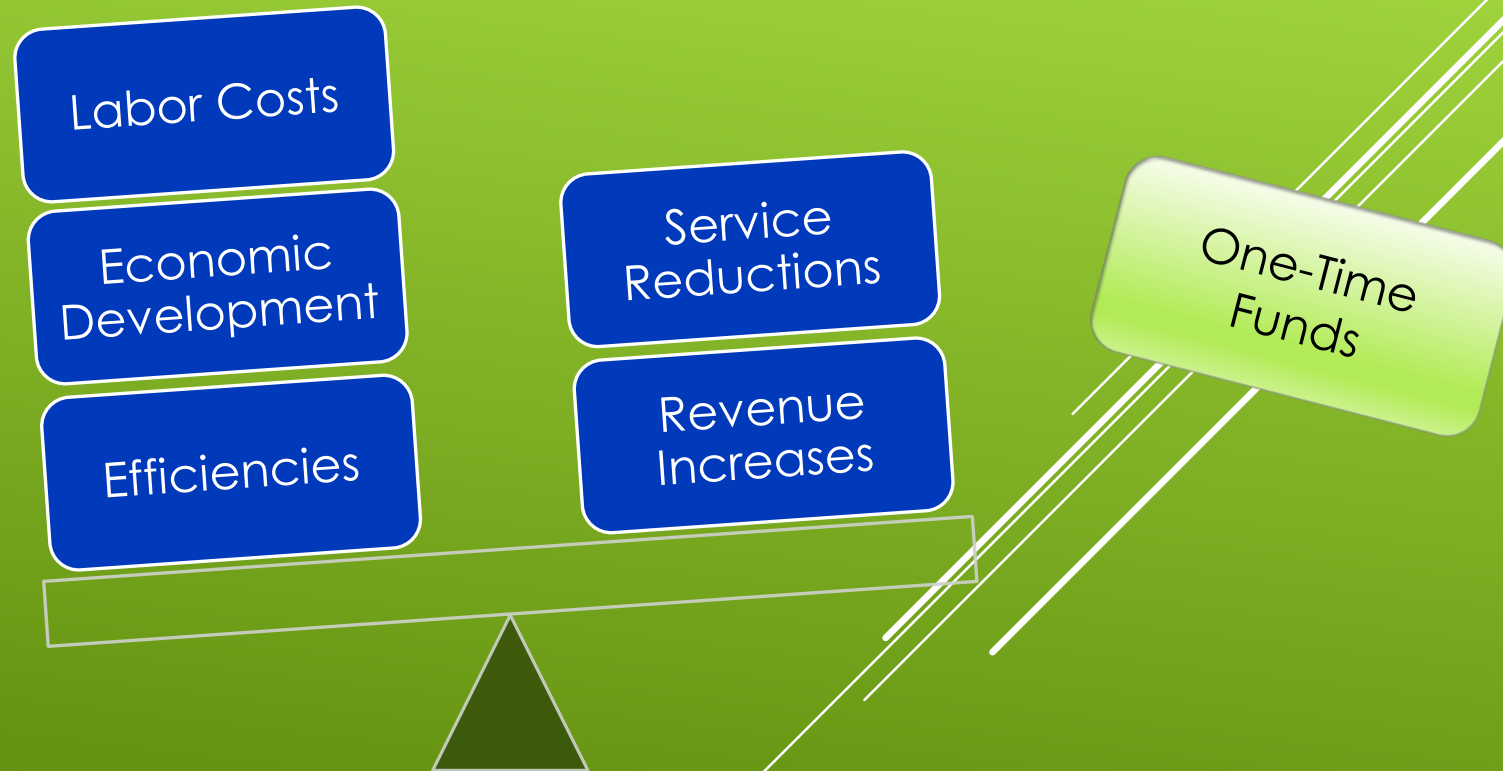 Labor Costs
Economic
Development
Efficiencies
Service
Reductions
Revenue
Increases
One-Time
Funds